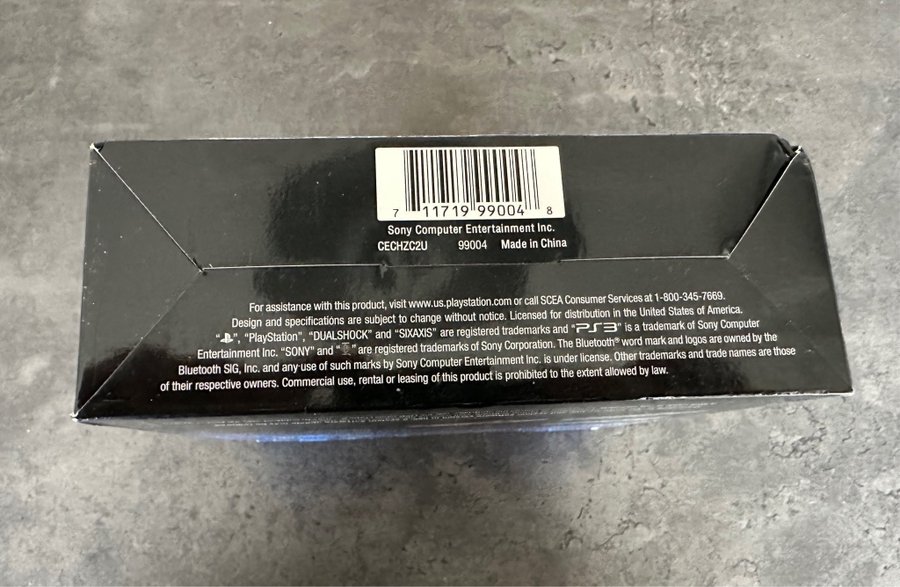 7 11719 99004 8
Sony Computer Entertainment Inc.
CECHZC2U 99004 Made in China
For assistance with this product, visit www.us.playstation.com or call SCEA Consumer Services at 1-800-345-7669.
Design and specifications are subject to change without notice. Licensed for distribution in the United States of America.
" ", "PlayStation", "DUALSHOCK" and "SIXAXIS" are registered trademarks and "PS3" is a trademark of Sony Computer
Entertainment Inc. "SONY" and " " are registered trademarks of Sony Corporation. The Bluetooth® word mark and logos are owned by the
Bluetooth SIG, Inc. and any use of such marks by Sony Computer Entertainment Inc. is under license. Other trademarks and trade names are those
of their respective owners. Commercial use, rental or leasing of this product is prohibited to the extent allowed by law.